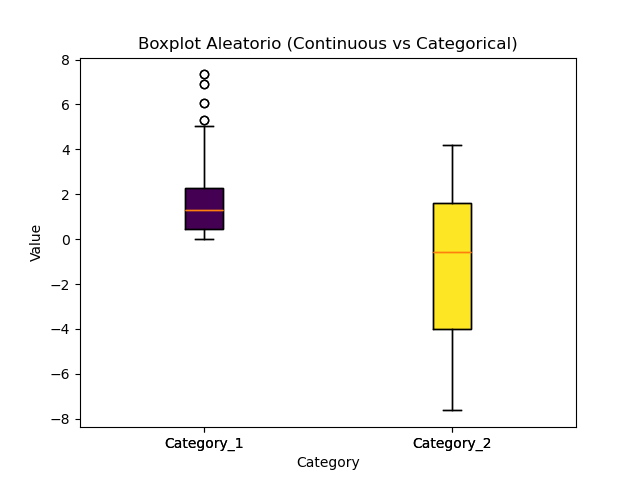 Boxplot Aleatorio (Continuous vs Categorical)
8
6
4
2
0
−2
−4
−6
−8
Value
Category_1 Category_2
Category